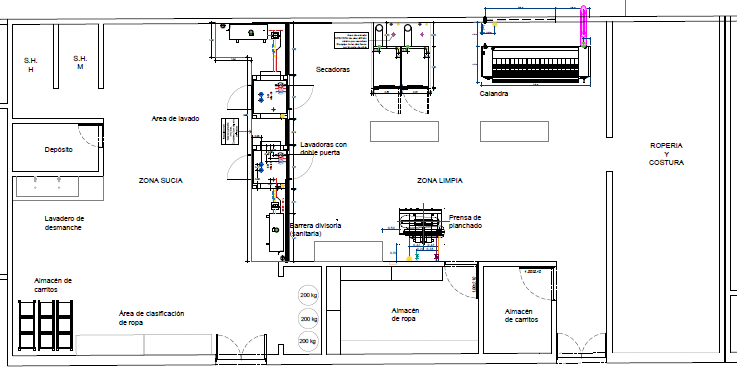 S.H.
H
S.H.
M
Secadoras
Calandra
Area de lavado
Lavadoras con
doble puerta
Depósito
ROPERIA
Y
COSTURA
ZONA SUCIA
ZONA LIMPIA
Lavadero de
desmanche
Barrera divisoria
(sanitaria)
Prensa de
planchado
Almacén de
carritos
Área de clasificación
de ropa
200 kg
200 kg
200 kg
Almacén
de ropa
Almacén
de carritos